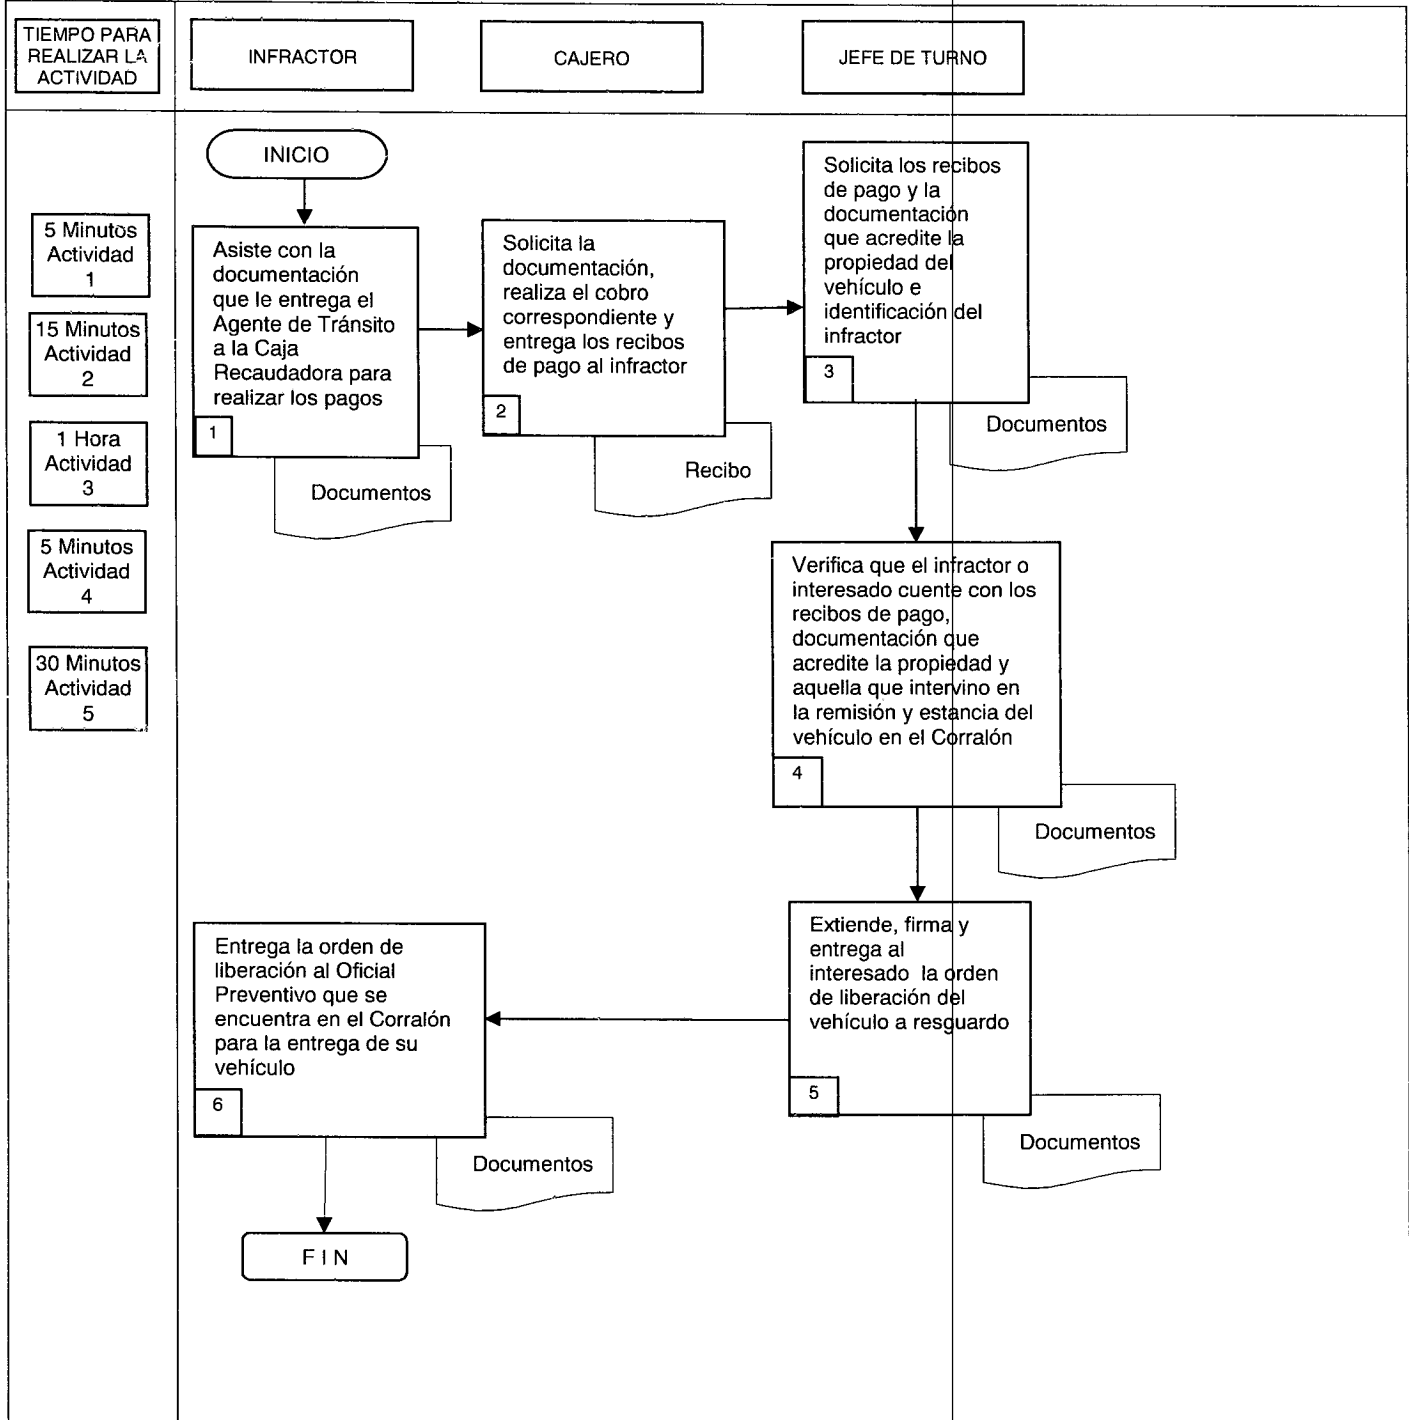 TIEMPO PARA
REALIZAR LA
ACTIVIDAD
INFRACTOR
CAJERO
JEFE DE TURNO
INICIO
5 Minutos
Actividad
1
15 Minutos
Actividad
2
1 Hora
Actividad
3
5 Minutos
Actividad
4
30 Minutos
Actividad
5
Asiste con la
documentación
que le entrega el
Agente de Tránsito
a la Caja
Recaudadora para
realizar los pagos
1
Documentos
Solicita la
documentación,
realiza el cobro
correspondiente y
entrega los recibos
de pago al infractor
2
Recibo
Solicita los recibos
de pago y la
documentación
que acredite la
propiedad del
vehículo e
identificación del
infractor
3
Documentos
Verifica que el infractor o
interesado cuente con los
recibos de pago,
documentación que
acredite la propiedad y
aquella que intervino en
la remisión y estancia del
vehículo en el Corralón
4
Documentos
Extiende, firma y
entrega al
interesado la orden
de liberación del
vehículo a resguardo
5
Documentos
Entrega la orden de
liberación al Oficial
Preventivo que se
encuentra en el Corralón
para la entrega de su
vehículo
6
Documentos
F I N